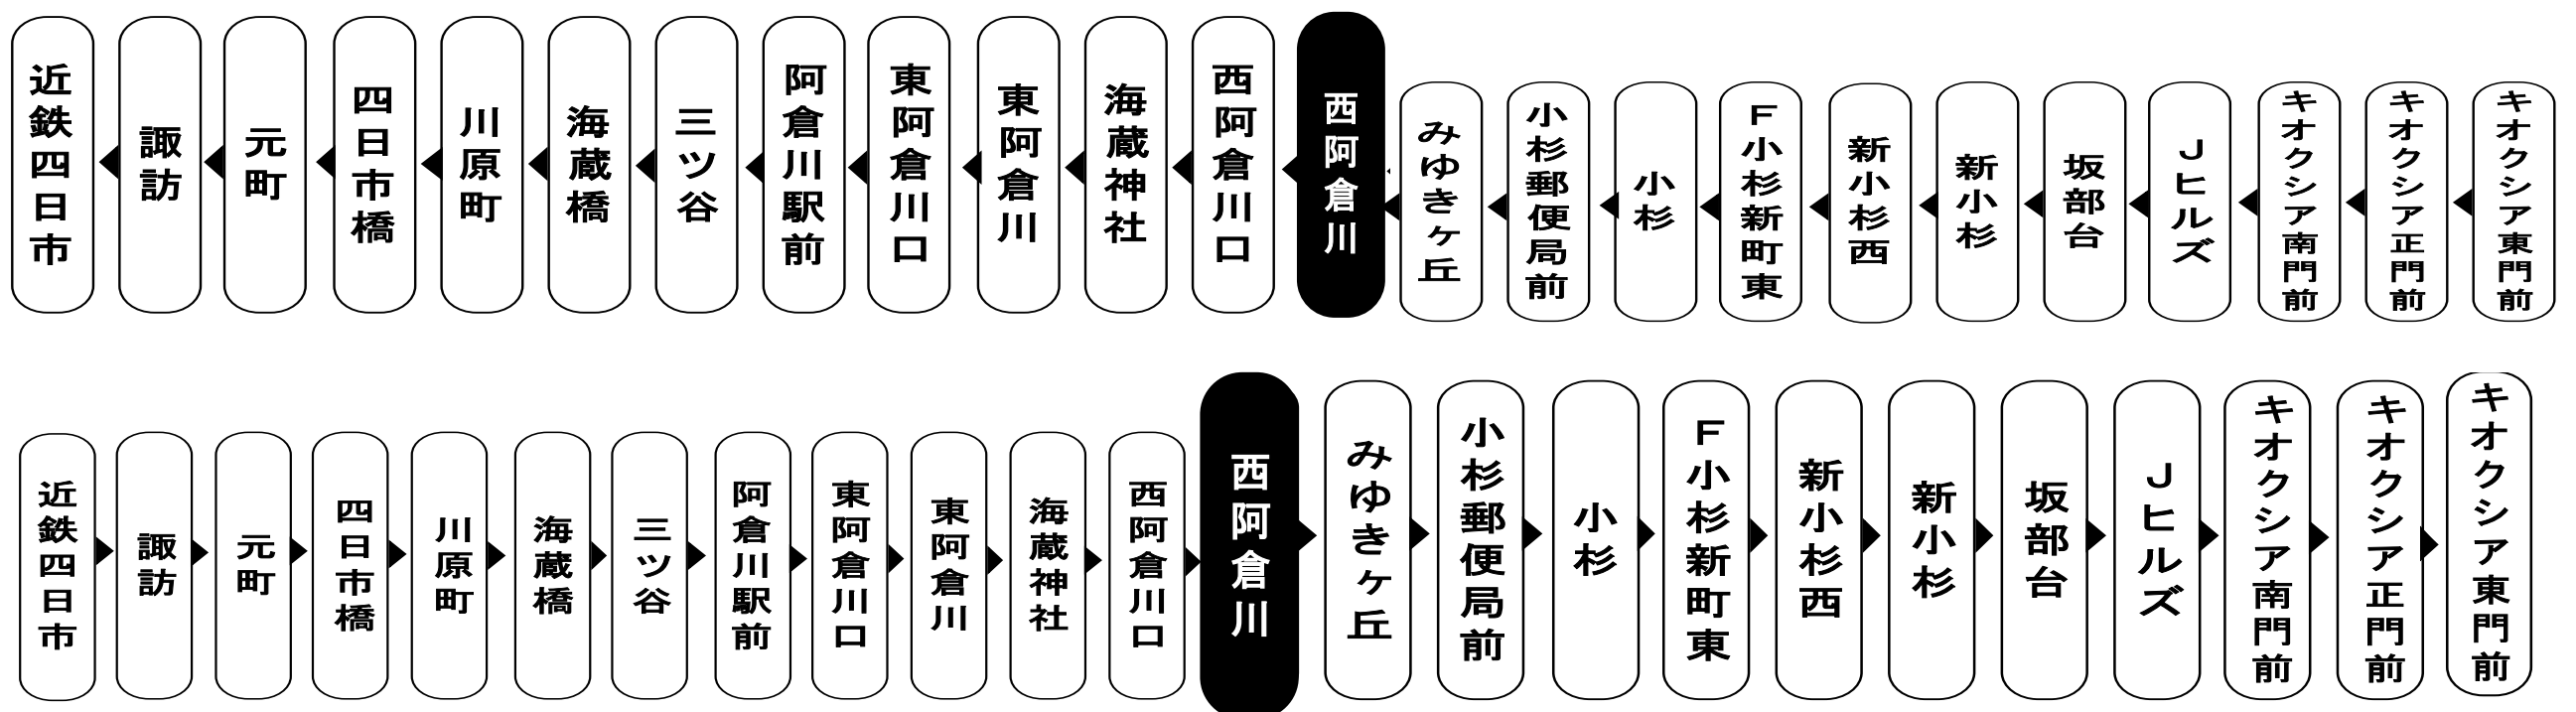 近鉄四日市
諏訪
元町
四日市橋
川原町
海蔵橋
三ツ谷
阿倉川駅前
東阿倉川口
東阿倉川
海蔵神社
西阿倉川口
西阿倉川
みゆきヶ丘
小杉郵便局前
小杉
F小杉新町東
新小杉西
新小杉
坂部台
Jヒルズ
キオクシア南門前
キオクシア正門前
キオクシア東門前
近鉄四日市
諏訪
元町
四日市橋
川原町
海蔵橋
三ツ谷
阿倉川駅前
東阿倉川口
東阿倉川
海蔵神社
西阿倉川口
西阿倉川
みゆきヶ丘
小杉郵便局前
小杉
F小杉新町東
新小杉西
新小杉
坂部台
Jヒルズ
キオクシア南門前
キオクシア正門前
キオクシア東門前